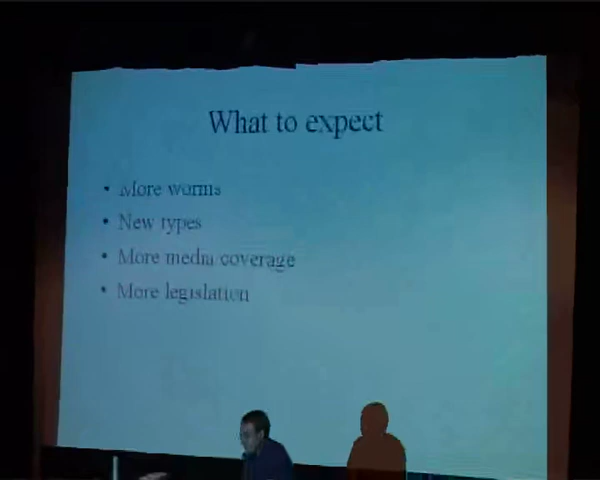 What to expect
• More worms
• New types
• More media coverage
• More legislation